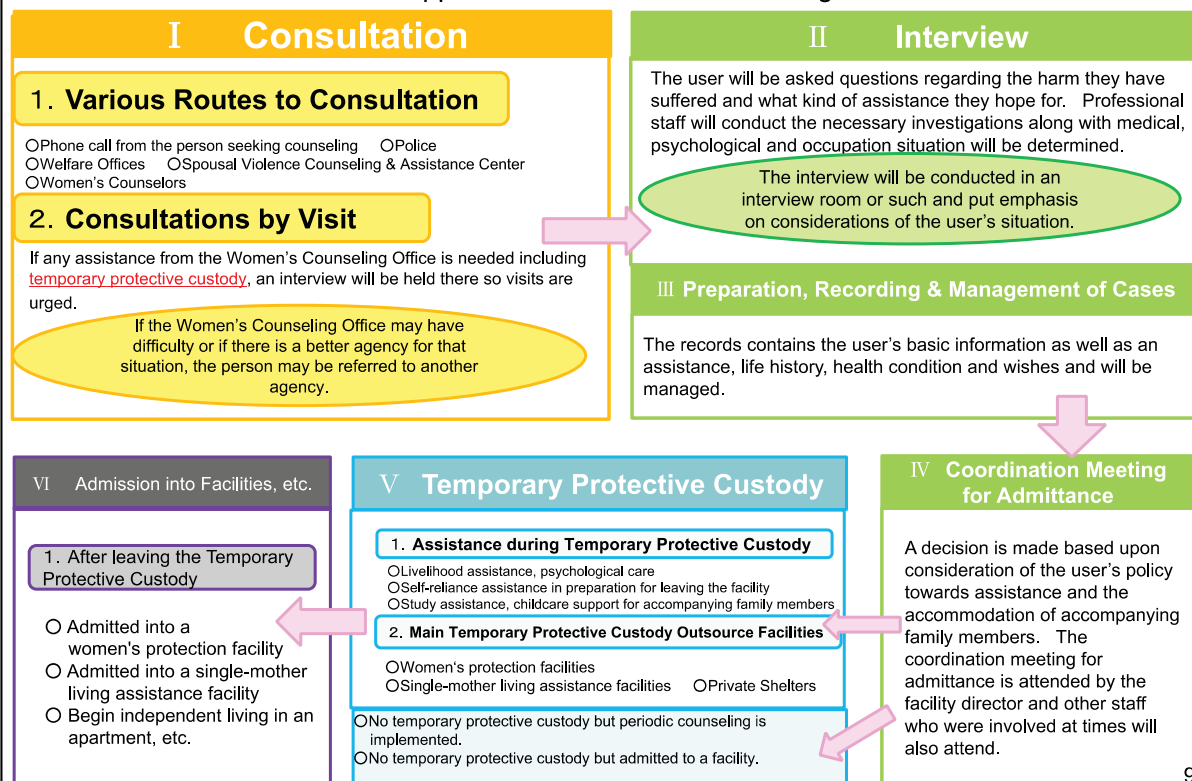 I Consultation
1. Various Routes to Consultation
○Phone call from the person seeking counseling ○Police
○Welfare Offices ○Spousal Violence Counseling & Assistance Center
○Women's Counselors
2. Consultations by Visit
If any assistance from the Women's Counseling Office is needed including
temporary protective custody, an interview will be held there so visits are
urged.
If the Women's Counseling Office may have
difficulty or if there is a better agency for that
situation, the person may be referred to another
agency.
II Interview
The user will be asked questions regarding the harm they have
suffered and what kind of assistance they hope for. Professional
staff will conduct the necessary investigations along with medical,
psychological and occupation situation will be determined.
The interview will be conducted in an
interview room or such and put emphasis
on considerations of the user's situation.
III Preparation, Recording & Management of Cases
The records contains the user's basic information as well as an
assistance, life history, health condition and wishes and will be
managed.
IV Coordination Meeting
for Admittance
A decision is made based upon
consideration of the user's policy
towards assistance and the
accommodation of accompanying
family members. The
coordination meeting for
admittance is attended by the
facility director and other staff
who were involved at times will
also attend.
V Temporary Protective Custody
1. Assistance during Temporary Protective Custody
○Livelihood assistance, psychological care
○Self-reliance assistance in preparation for leaving the facility
○Study assistance, childcare support for accompanying family members
2. Main Temporary Protective Custody Outsource Facilities
○Women's protection facilities
○Single-mother living assistance facilities ○Private Shelters
○No temporary protective custody but periodic counseling is
implemented.
○No temporary protective custody but admitted to a facility.
VI Admission into Facilities, etc.
1. After leaving the Temporary
Protective Custody
○ Admitted into a
women's protection facility
○ Admitted into a single-mother
living assistance facility
○ Begin independent living in an
apartment, etc.